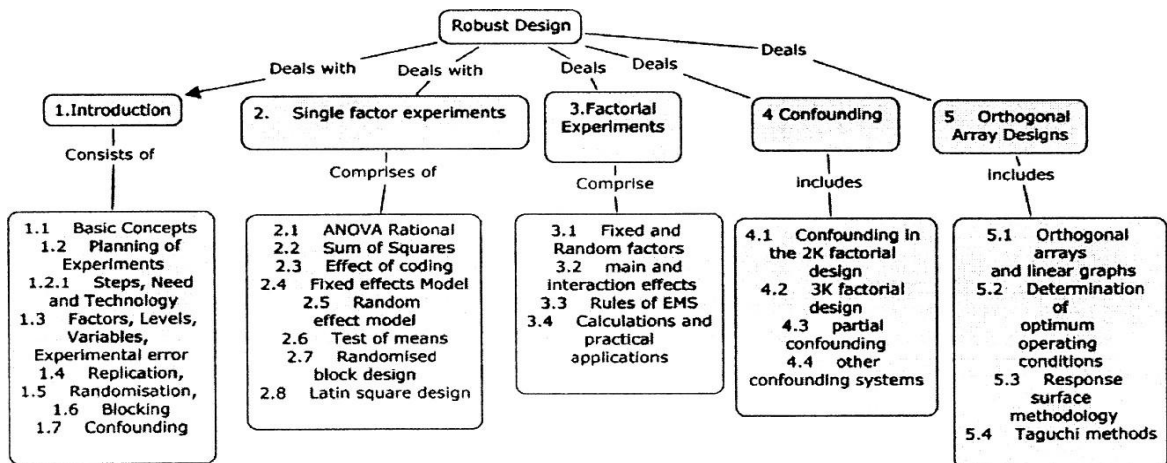 Robust Design
Deals with
Deals with
Deals
Deals
Deals
1.Introduction
2. Single factor experiments
3.Factorial
Experiments
4 Confounding
5 Orthogonal
Array Designs
Consists of
Comprises of
Comprise
includes
includes
1.1 Basic Concepts
1.2 Planning of
Experiments
1.2.1 Steps, Need
and Technology
1.3 Factors, Levels,
Variables,
Experimental error
1.4 Replication,
1.5 Randomisation,
1.6 Blocking
1.7 Confounding
2.1 ANOVA Rational
2.2 Sum of Squares
2.3 Effect of coding
2.4 Fixed effects Model
2.5 Random
effect model
2.6 Test of means
2.7 Randomised
block design
2.8 Latin square design
3.1 Fixed and
Random factors
3.2 main and
interaction effects
3.3 Rules of EMS
3.4 Calculations and
practical
applications
4.1 Confounding in
the 2K factorial
design
4.2 3K factorial
design
4.3 partial
confounding
4.4 other
confounding systems
5.1 Orthogonal
arrays
and linear graphs
5.2 Determination
of
optimum
operating
conditions
5.3 Response
surface
methodology
5.4 Taguchi methods